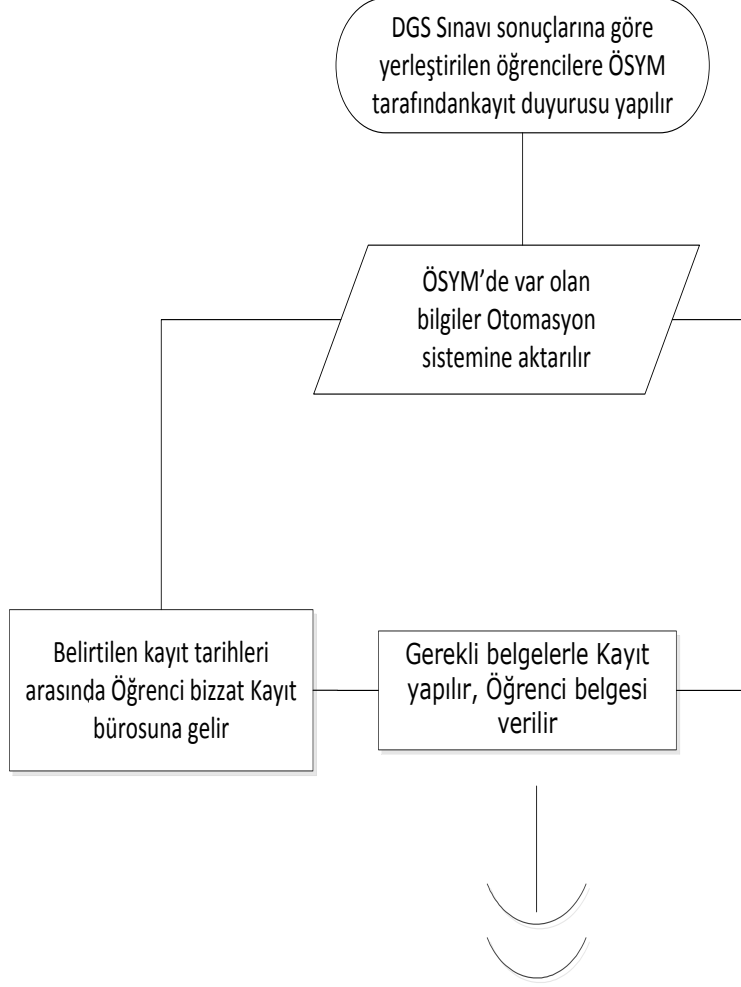 DGS Sınavı sonuçlarına göre
yerleştirilen öğrencilere ÖSYM
tarafındankayıt duyurusu yapılır
ÖSYM’de var olan
bilgiler Otomasyon
sistemine aktarılır
Belirtilen kayıt tarihleri
arasında Öğrenci bizzat Kayıt
bürosuna gelir
Gerekli belgelerle Kayıt
yapılır, Öğrenci belgesi
verilir